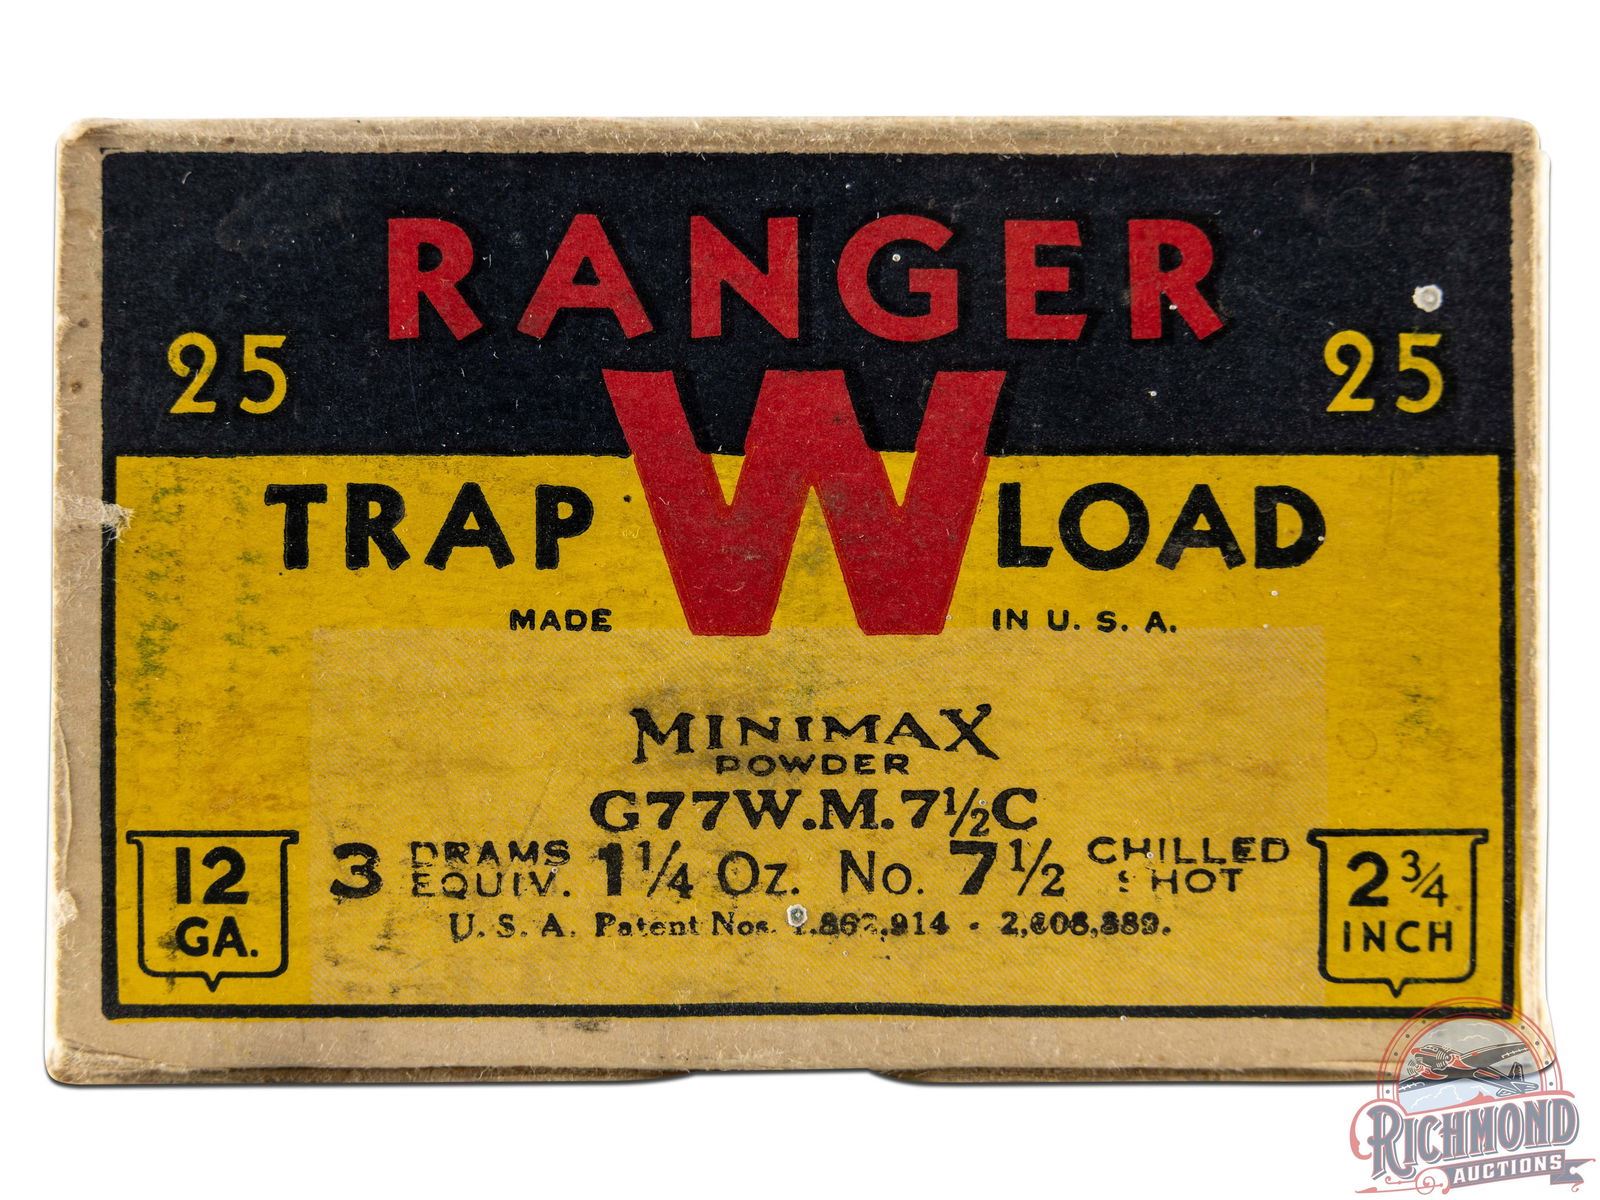 RANGER
25 W 25
TRAP LOAD
MADE IN U. S. A.
MINIMAX
POWDER
G77W.M.7½C
3 DRAMS EQUIV. 1¼ Oz. No. 7½ CHILLED SHOT
U. S. A. Patent Nos.
12
GA.
2¾
INCH
RICHMOND
AUCTIONS